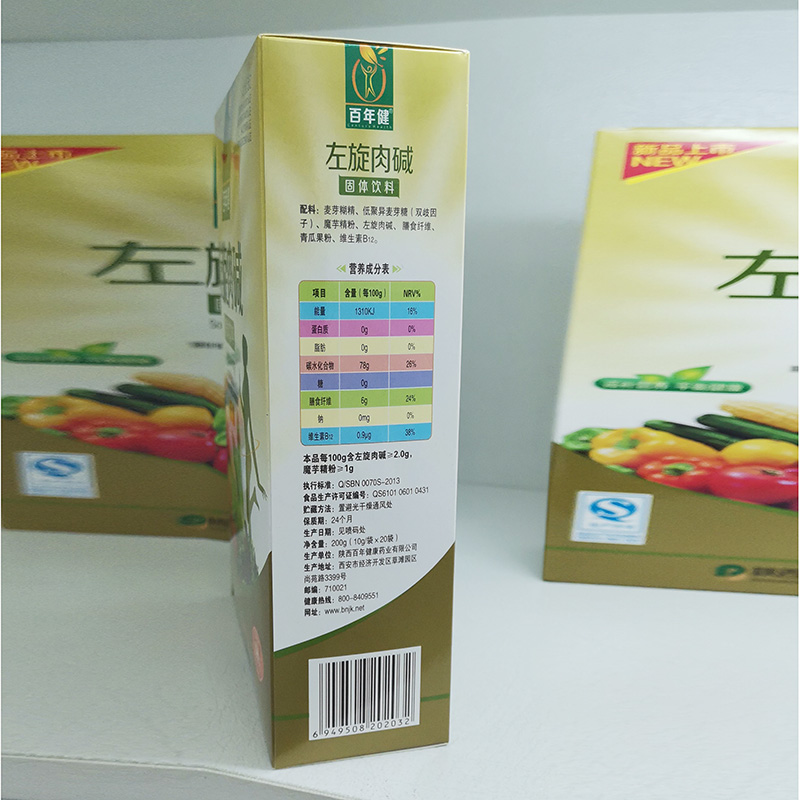 百年健®
左旋肉碱
固体饮料
配料：麦芽糊精、低聚异麦芽糖（双歧因
子）、魔芋精粉、左旋肉碱、膳食纤维、
青瓜果粉、维生素B12。
营养成分表
项目 含量（每100g） NRV%
能量 1310KJ 16%
蛋白质 0g 0%
脂肪 0g 0%
碳水化合物 78g 26%
糖 0g
膳食纤维 6g 24%
钠 0mg 0%
维生素B12 0.9μg 38%
本品每100g含左旋肉碱≥2.0g,
魔芋精粉≥1g
执行标准：Q/SBN 0070S-2013
食品生产许可证编号：QS6101 0601 0431
贮藏方法：置避光干燥通风处
保质期：24个月
生产日期：见喷码处
净含量：200g（10g/袋×20袋）
生产单位：陕西百年健康药业有限公司
生产地址：西安市经济开发区草滩园区
尚苑路3399号
邮编：710021
健康热线：800-8409551
网址：www.bnjk.net
6 949508 202032
左旋肉碱
新品上市
NEW
左